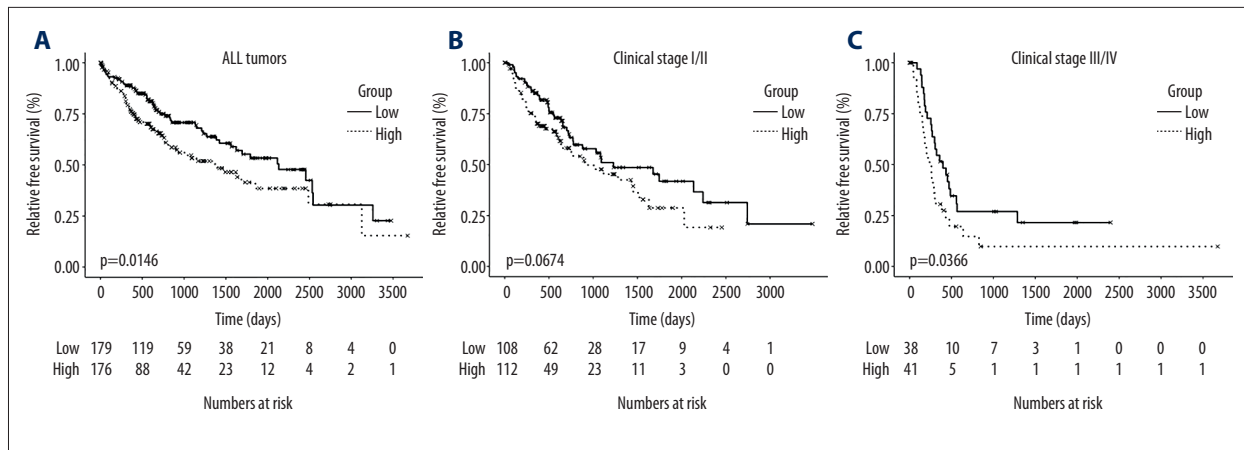 A
ALL tumors
Relative free survival (%)
1.00
0.75
0.50
0.25
0.00
Group
Low
High
p=0.0146
0 500 1000 1500 2000 2500 3000 3500
Time (days)
Low 179 119 59 38 21 8 4 0
High 176 88 42 23 12 4 2 1
Numbers at risk
B
Clinical stage I/II
Relative free survival (%)
1.00
0.75
0.50
0.25
0.00
Group
Low
High
p=0.0674
0 500 1000 1500 2000 2500 3000
Time (days)
Low 108 62 28 17 9 4 1
High 112 49 23 11 3 0 0
Numbers at risk
C
Clinical stage III/IV
Relative free survival (%)
1.00
0.75
0.50
0.25
0.00
Group
Low
High
p=0.0366
0 500 1000 1500 2000 2500 3000 3500
Time (days)
Low 38 10 7 3 1 0 0 0
High 41 5 1 1 1 1 1 1
Numbers at risk